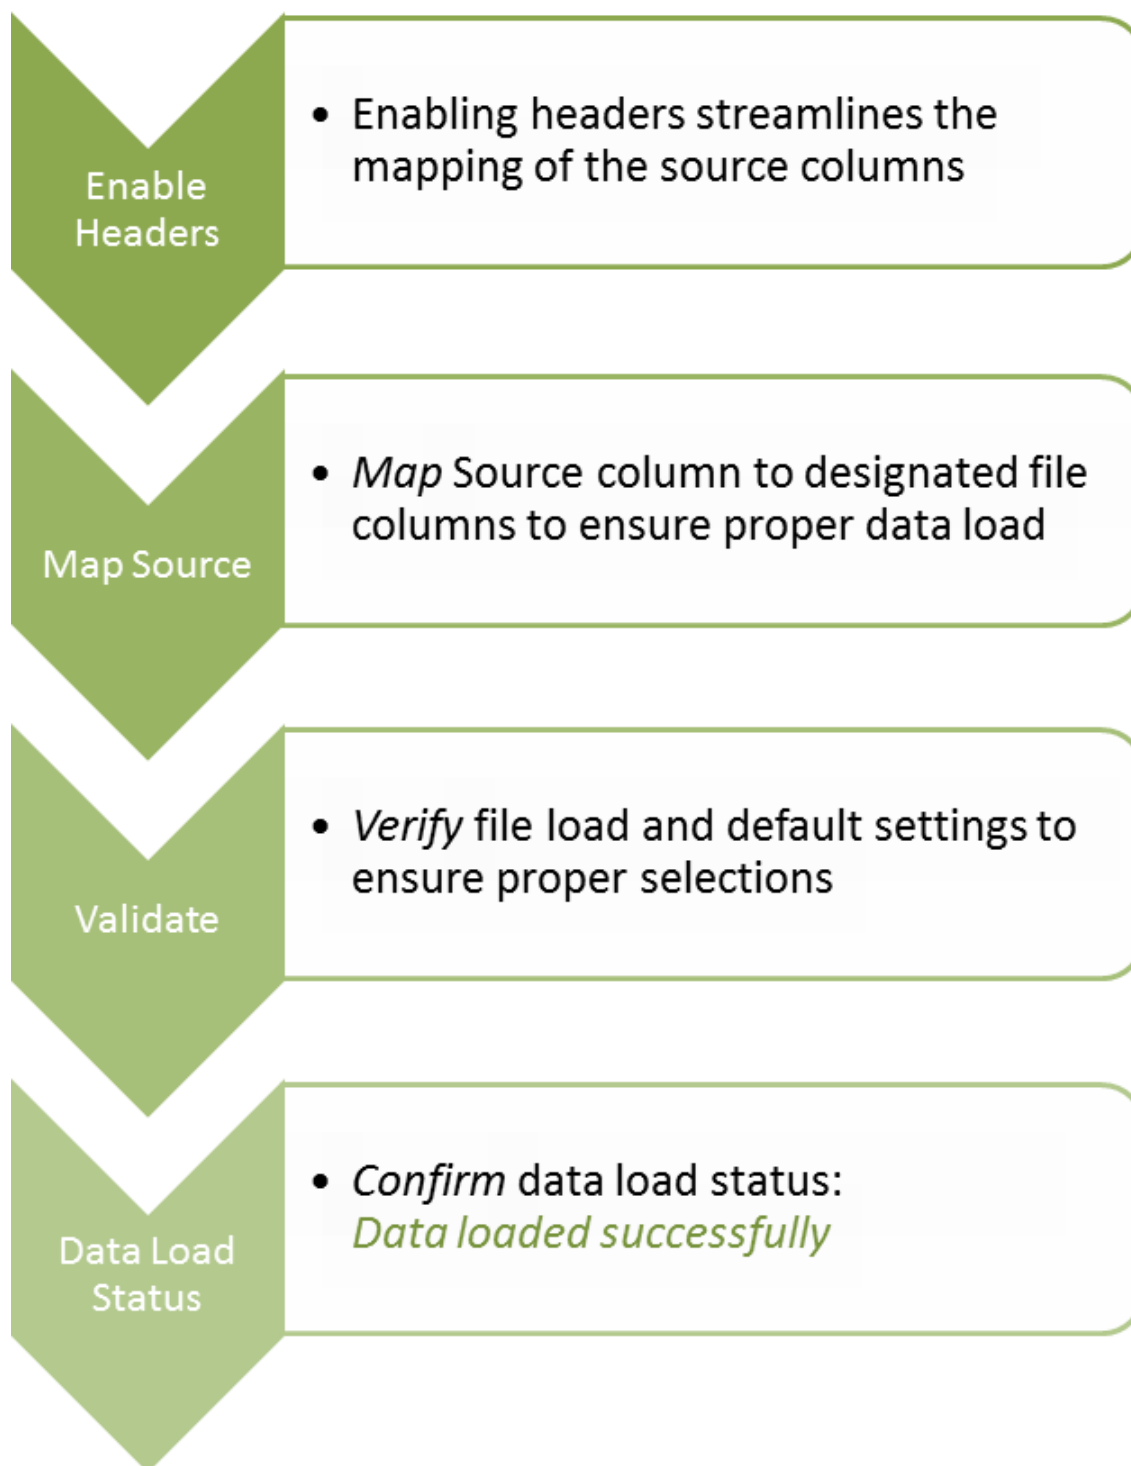 Enable
Headers
• Enabling headers streamlines the
mapping of the source columns
Map Source
• Map Source column to designated file
columns to ensure proper data load
Validate
• Verify file load and default settings to
ensure proper selections
Data Load
Status
• Confirm data load status:
Data loaded successfully